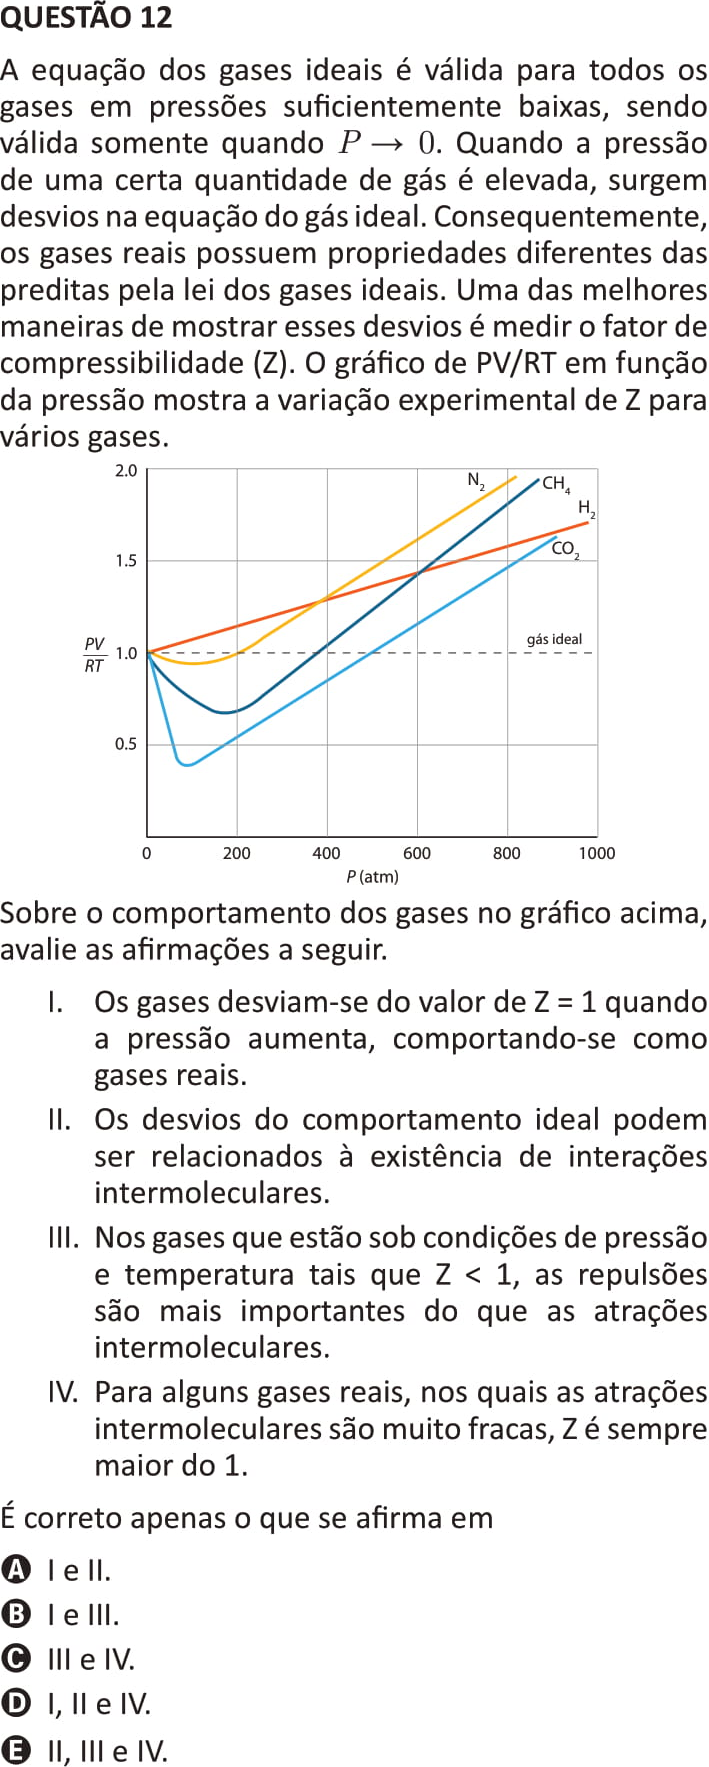 QUESTÃO 12
A equação dos gases ideais é válida para todos os
gases em pressões suficientemente baixas, sendo
válida somente quando P → 0. Quando a pressão
de uma certa quantidade de gás é elevada, surgem
desvios na equação do gás ideal. Consequentemente,
os gases reais possuem propriedades diferentes das
preditas pela lei dos gases ideais. Uma das melhores
maneiras de mostrar esses desvios é medir o fator de
compressibilidade (Z). O gráfico de PV/RT em função
da pressão mostra a variação experimental de Z para
vários gases.
2.0
N₂
CH₄
H₂
1.5
CO₂
gás ideal
PV
RT
1.0
0.5
0 200 400 600 800 1000
P (atm)
Sobre o comportamento dos gases no gráfico acima,
avalie as afirmações a seguir.
I. Os gases desviam-se do valor de Z = 1 quando
a pressão aumenta, comportando-se como
gases reais.
II. Os desvios do comportamento ideal podem
ser relacionados à existência de interações
intermoleculares.
III. Nos gases que estão sob condições de pressão
e temperatura tais que Z < 1, as repulsões
são mais importantes do que as atrações
intermoleculares.
IV. Para alguns gases reais, nos quais as atrações
intermoleculares são muito fracas, Z é sempre
maior do 1.
É correto apenas o que se afirma em
A I e II.
B I e III.
C III e IV.
D I, II e IV.
E II, III e IV.